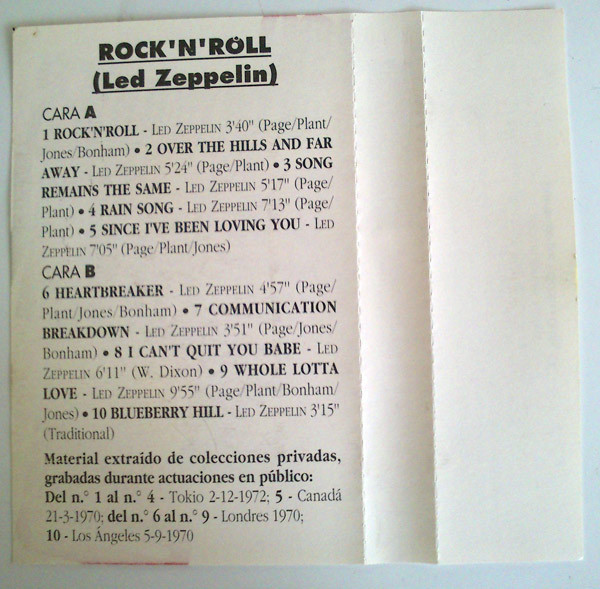 ROCK'N'ROLL
(Led Zeppelin)
CARA A
1 ROCK'N'ROLL - LED ZEPPELIN 3'40" (Page/Plant/
Jones/Bonham) • 2 OVER THE HILLS AND FAR
AWAY - LED ZEPPELIN 5'24" (Page/Plant) • 3 SONG
REMAINS THE SAME - LED ZEPPELIN 5'17" (Page/
Plant) • 4 RAIN SONG - LED ZEPPELIN 7'13" (Page/
Plant) • 5 SINCE I'VE BEEN LOVING YOU - LED
ZEPPELIN 7'05" (Page/Plant/Jones)
CARA B
6 HEARTBREAKER - LED ZEPPELIN 4'57" (Page/
Plant/Jones/Bonham) • 7 COMMUNICATION
BREAKDOWN - LED ZEPPELIN 3'51" (Page/Jones/
Bonham) • 8 I CAN'T QUIT YOU BABE - LED
ZEPPELIN 6'11" (W. Dixon) • 9 WHOLE LOTTA
LOVE - LED ZEPPELIN 9'55" (Page/Plant/Bonham/
Jones) • 10 BLUEBERRY HILL - LED ZEPPELIN 3'15"
(Traditional)
Material extraído de colecciones privadas,
grabadas durante actuaciones en público:
Del n.° 1 al n.° 4 - Tokio 2-12-1972; 5 - Canadá
21-3-1970; del n.° 6 al n.° 9 - Londres 1970;
10 - Los Ángeles 5-9-1970